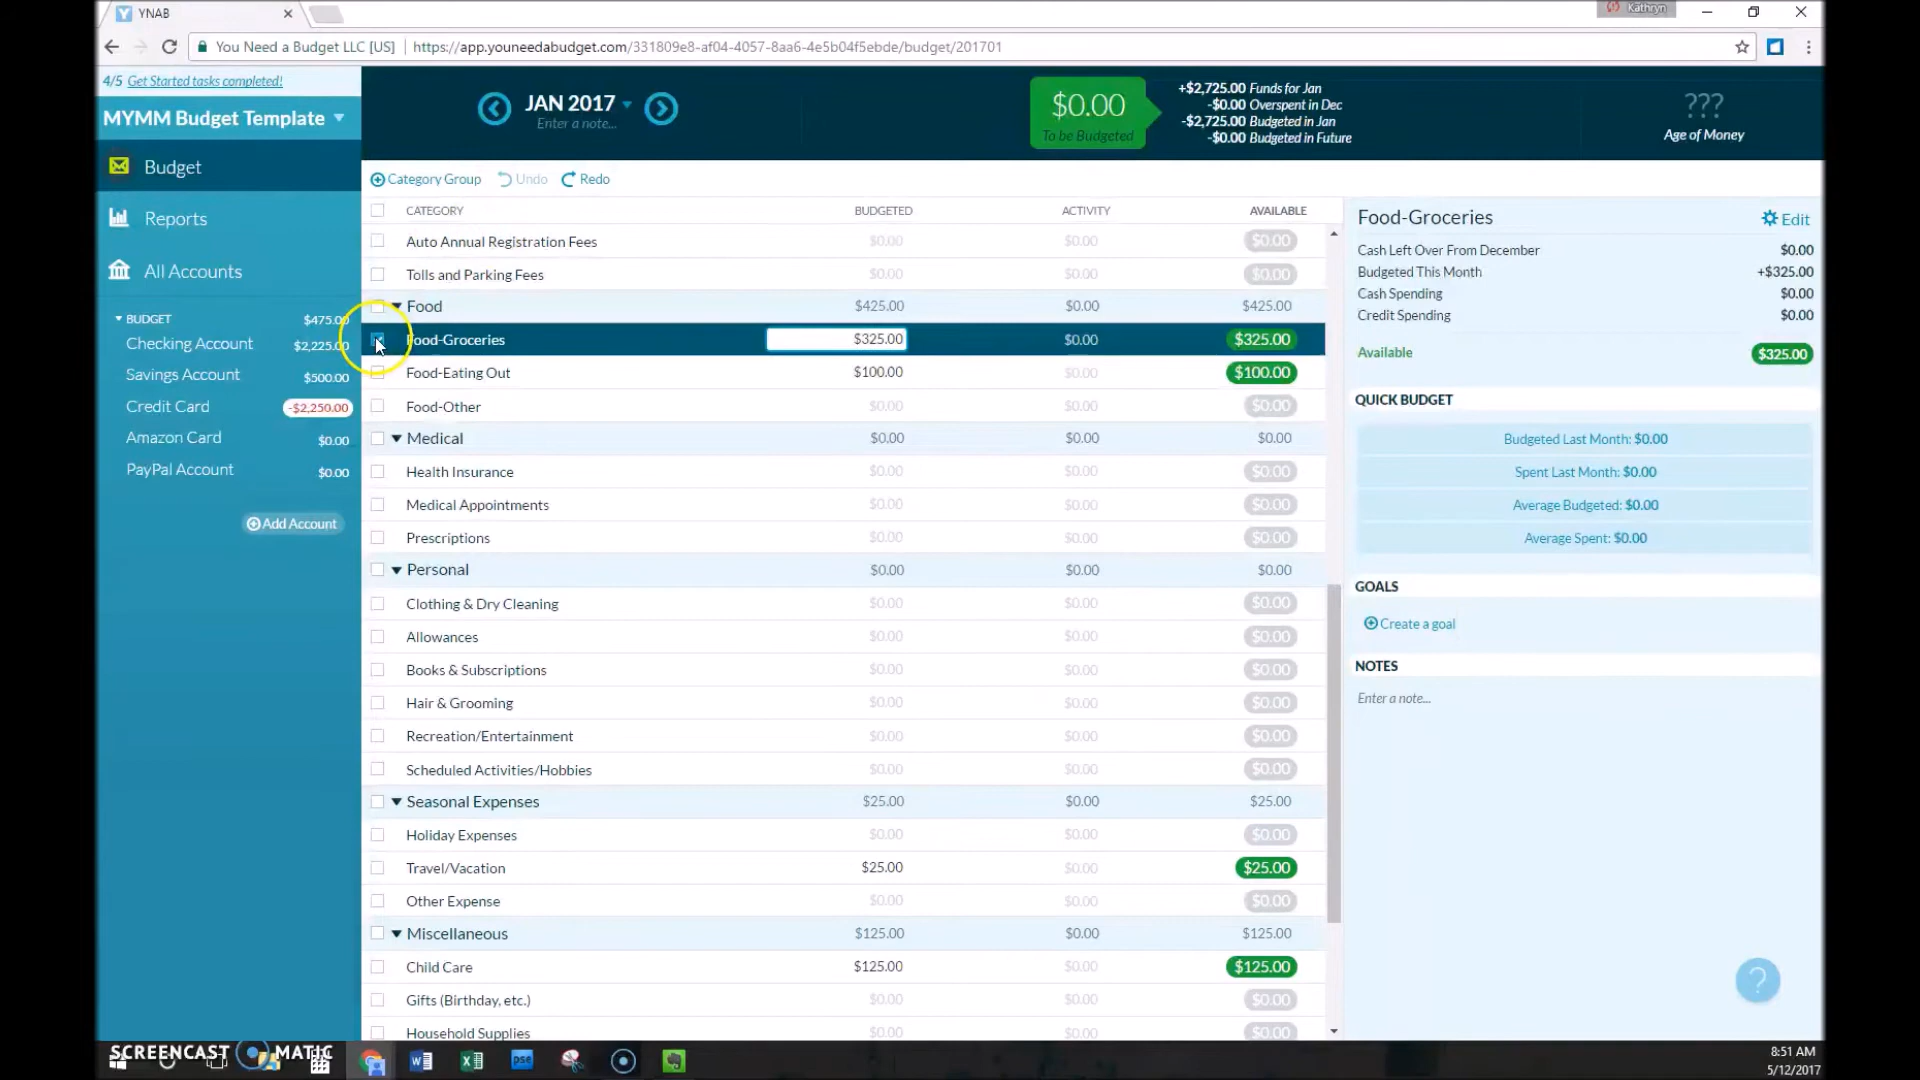 YNAB
Kathryn
You Need a Budget LLC [US] https://app.youneedabudget.com/331809e8-af04-4057-8aa6-4e5b04f5ebde/budget/201701
4/5 Get Started tasks completed!
MYMM Budget Template
Budget
Reports
All Accounts
BUDGET $475.00
Checking Account $2,225.00
Savings Account $500.00
Credit Card -$2,250.00
Amazon Card $0.00
PayPal Account $0.00
Add Account
JAN 2017
Enter a note...
$0.00
To be Budgeted
+$2,725.00 Funds for Jan
-$0.00 Overspent in Dec
-$2,725.00 Budgeted in Jan
-$0.00 Budgeted in Future
???
Age of Money
Category Group Undo Redo
CATEGORY BUDGETED ACTIVITY AVAILABLE
Auto Annual Registration Fees $0.00 $0.00 $0.00
Tolls and Parking Fees $0.00 $0.00 $0.00
Food $425.00 $0.00 $425.00
Food-Groceries $325.00 $0.00 $325.00
Food-Eating Out $100.00 $0.00 $100.00
Food-Other $0.00 $0.00 $0.00
Medical $0.00 $0.00 $0.00
Health Insurance $0.00 $0.00 $0.00
Medical Appointments $0.00 $0.00 $0.00
Prescriptions $0.00 $0.00 $0.00
Personal $0.00 $0.00 $0.00
Clothing & Dry Cleaning $0.00 $0.00 $0.00
Allowances $0.00 $0.00 $0.00
Books & Subscriptions $0.00 $0.00 $0.00
Hair & Grooming $0.00 $0.00 $0.00
Recreation/Entertainment $0.00 $0.00 $0.00
Scheduled Activities/Hobbies $0.00 $0.00 $0.00
Seasonal Expenses $25.00 $0.00 $25.00
Holiday Expenses $0.00 $0.00 $0.00
Travel/Vacation $25.00 $0.00 $25.00
Other Expense $0.00 $0.00 $0.00
Miscellaneous $125.00 $0.00 $125.00
Child Care $125.00 $0.00 $125.00
Gifts (Birthday, etc.) $0.00 $0.00 $0.00
Household Supplies $0.00 $0.00 $0.00
Food-Groceries Edit
Cash Left Over From December $0.00
Budgeted This Month +$325.00
Cash Spending $0.00
Credit Spending $0.00
Available $325.00
QUICK BUDGET
Budgeted Last Month: $0.00
Spent Last Month: $0.00
Average Budgeted: $0.00
Average Spent: $0.00
GOALS
Create a goal
NOTES
Enter a note...
?
SCREENCAST MATIC
pse
8:51 AM
5/12/2017